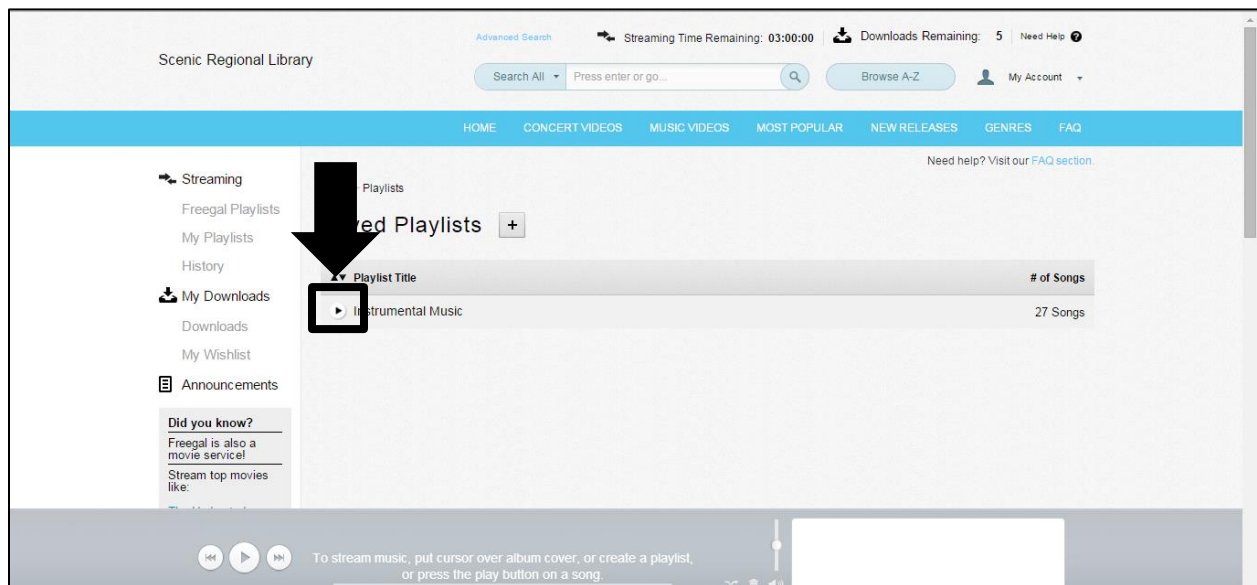 Advanced Search Streaming Time Remaining: 03:00:00 Downloads Remaining: 5 Need Help
Scenic Regional Library
Search All Press enter or go... Browse A-Z My Account
HOME CONCERT VIDEOS MUSIC VIDEOS MOST POPULAR NEW RELEASES GENRES FAQ
Need help? Visit our FAQ section.
Streaming
Freegal Playlists
My Playlists
History
My Downloads
Downloads
My Wishlist
Announcements
Did you know?
Freegal is also a
movie service!
Stream top movies
like:
Playlists
Playlists +
Playlist Title # of Songs
Instrumental Music 27 Songs
To stream music, put cursor over album cover, or create a playlist,
or press the play button on a song.